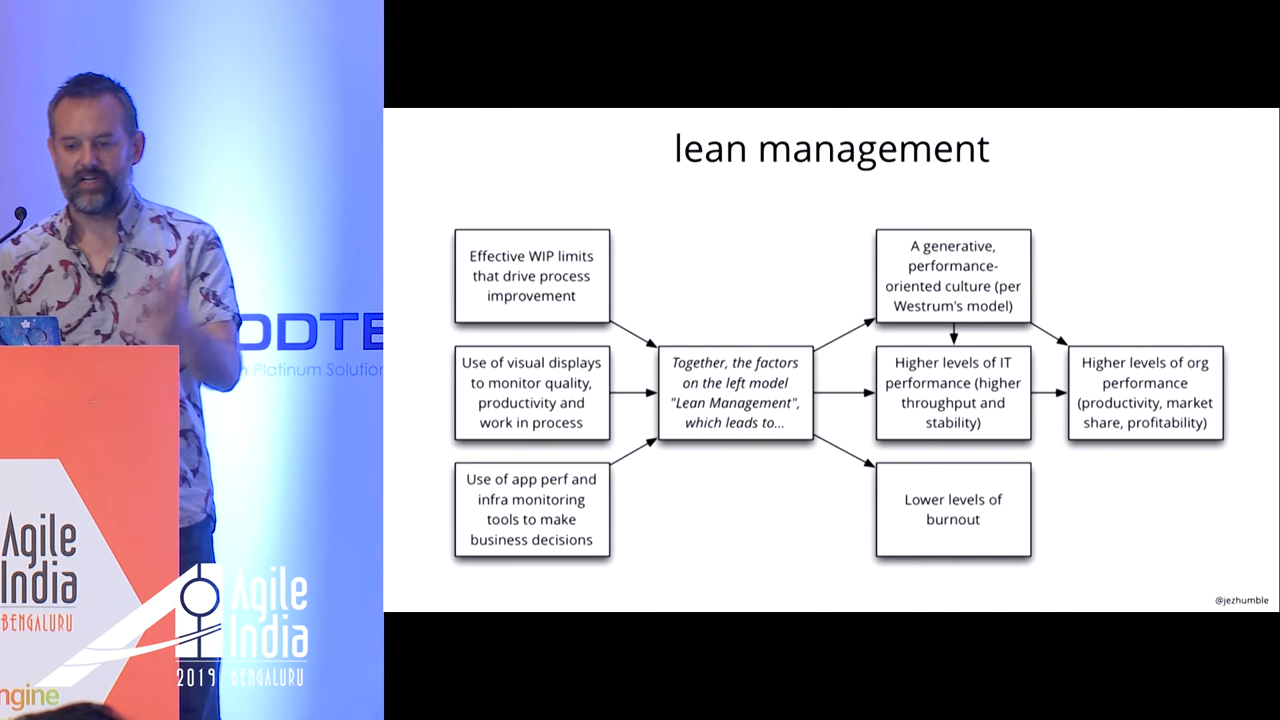 lean management
Effective WIP limits
that drive process
improvement
Use of visual displays
to monitor quality,
productivity and
work in process
Use of app perf and
infra monitoring
tools to make
business decisions
Together, the factors
on the left model
"Lean Management",
which leads to...
A generative,
performance-
oriented culture (per
Westrum's model)
Higher levels of IT
performance (higher
throughput and
stability)
Lower levels of
burnout
Higher levels of org
performance
(productivity, market
share, profitability)
@jezhumble
Platinum Solution
Agile
India
BENGALURU
Agile
India
2019 BENGALURU